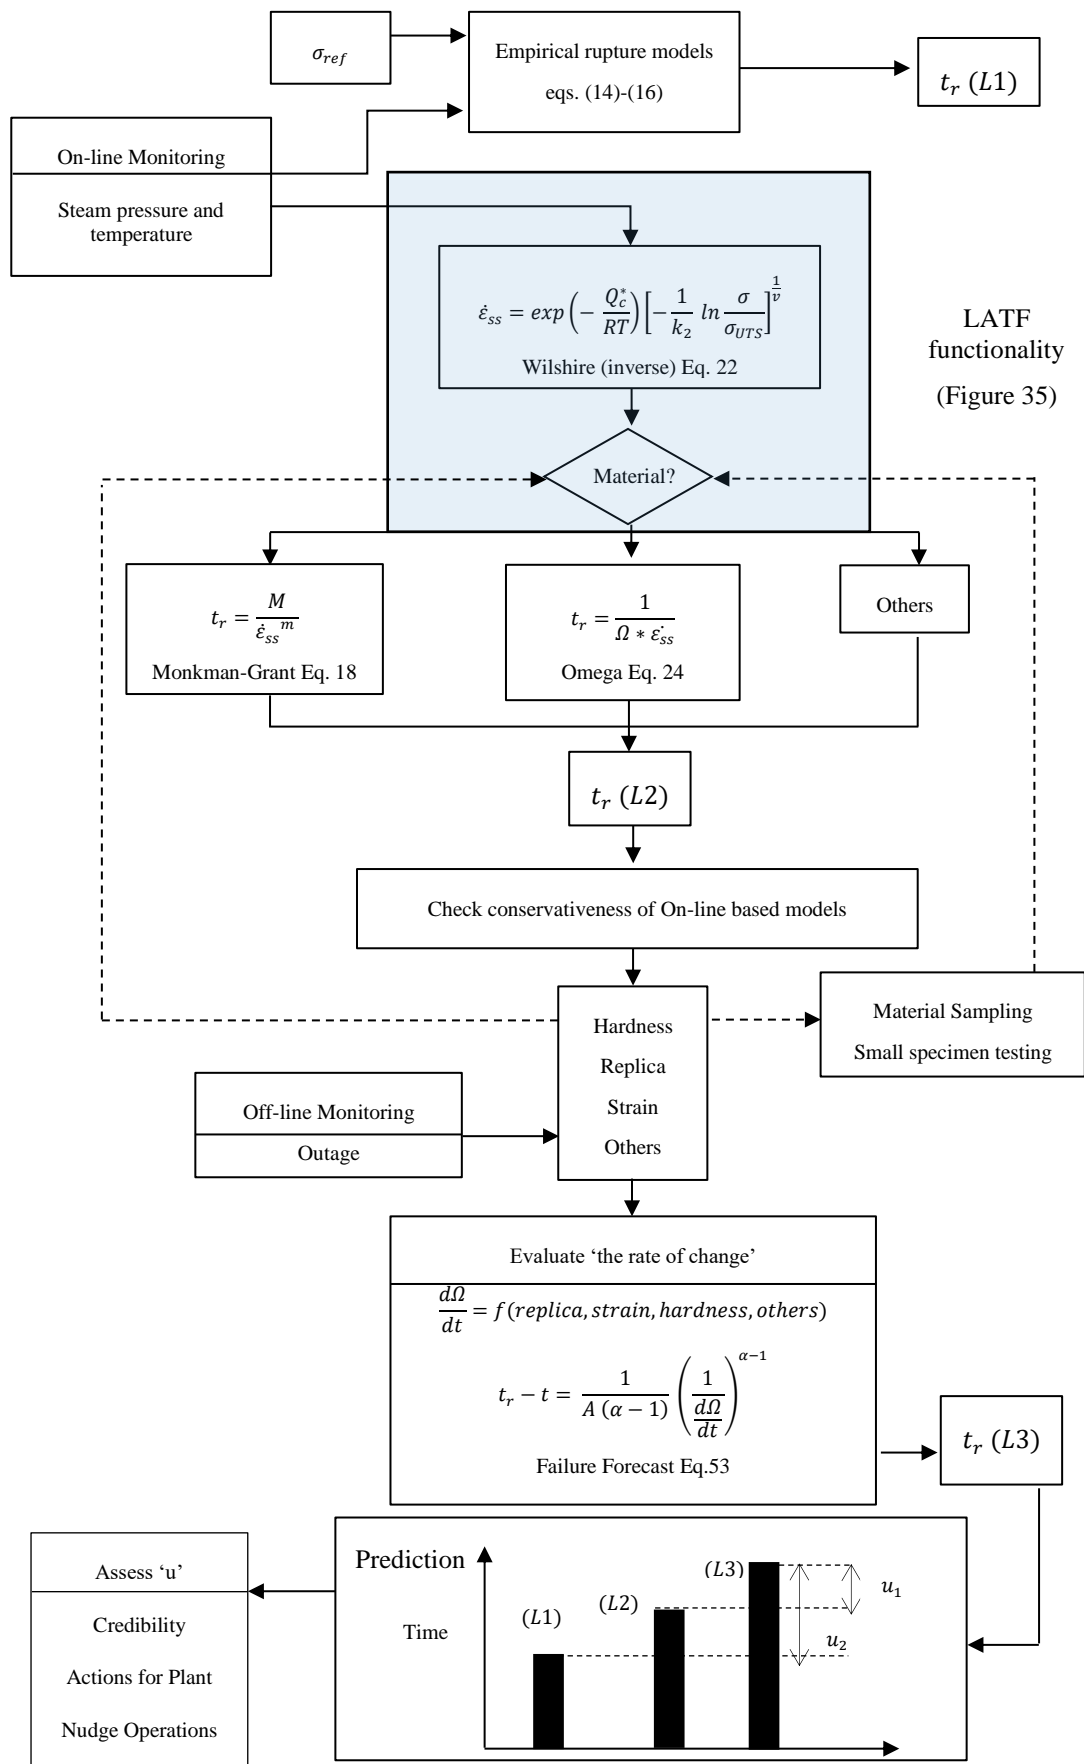 σ_ref
Empirical rupture models
eqs. (14)-(16)
t_r (L1)
On-line Monitoring
Steam pressure and
temperature
ε̇_ss = exp(− Q_c^*/RT)[−1/k_2 ln σ/σ_UTS]^(1/v)
Wilshire (inverse) Eq. 22
LATF
functionality
(Figure 35)
Material?
t_r = M/ε̇_ss^m
Monkman-Grant Eq. 18
t_r = 1/(Ω * ε̇_ss)
Omega Eq. 24
Others
t_r (L2)
Check conservativeness of On-line based models
Hardness
Replica
Strain
Others
Material Sampling
Small specimen testing
Off-line Monitoring
Outage
Evaluate ‘the rate of change’
dΩ/dt = f(replica, strain, hardness, others)
t_r − t = 1/(A (α − 1)) (1/(dΩ/dt))^(α−1)
Failure Forecast Eq.53
t_r (L3)
Prediction
Time
(L1)
(L2)
(L3)
u_1
u_2
Assess ‘u’
Credibility
Actions for Plant
Nudge Operations